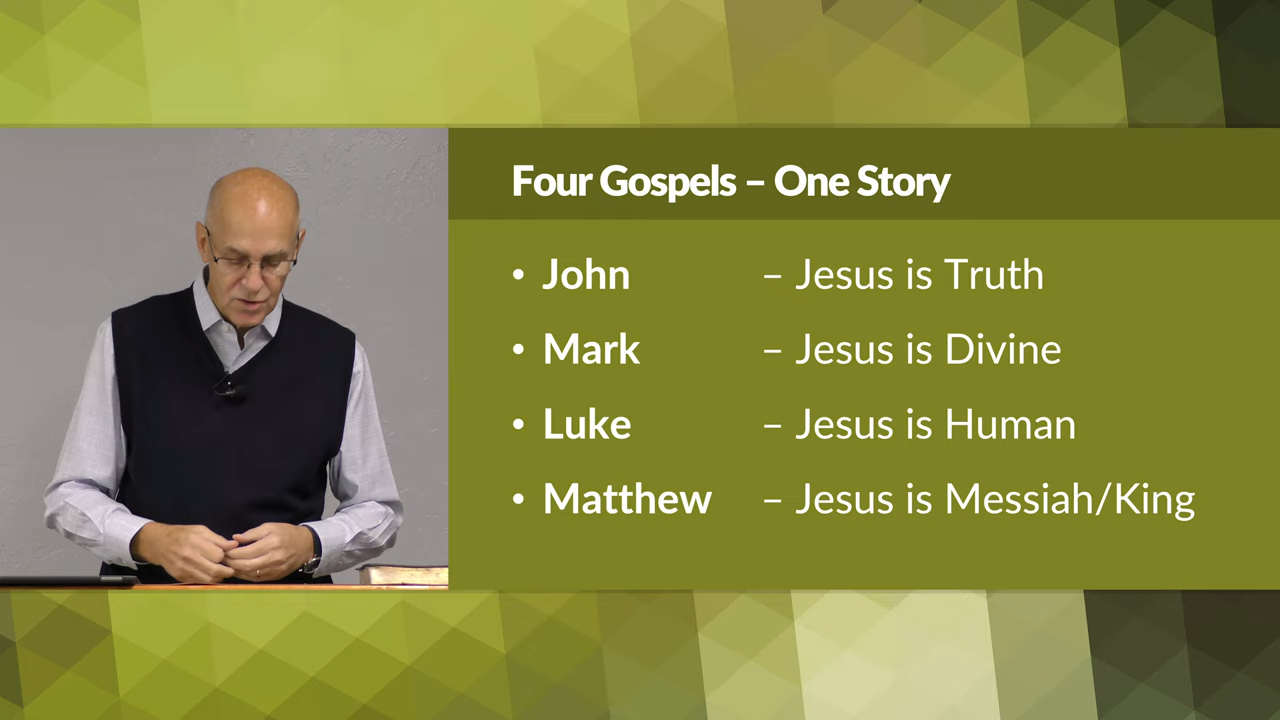 Four Gospels – One Story
• John – Jesus is Truth
• Mark – Jesus is Divine
• Luke – Jesus is Human
• Matthew – Jesus is Messiah/King